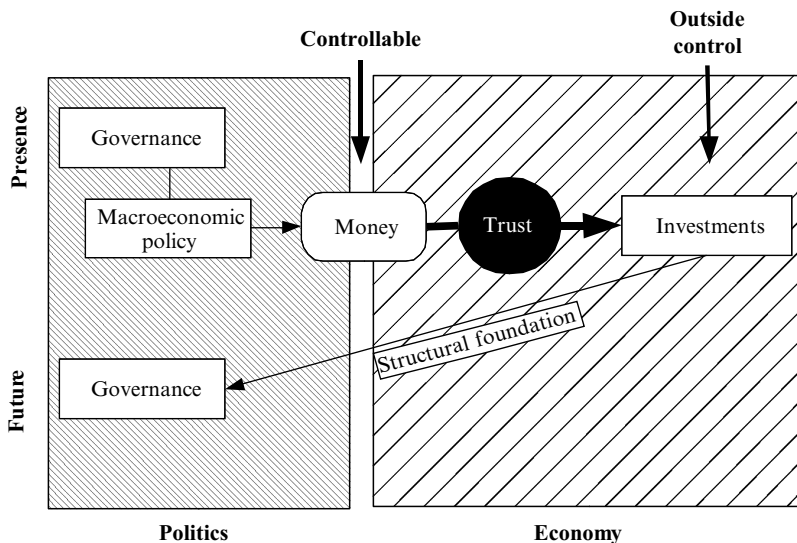 Controllable
Outside
control
Presence
Governance
Macroeconomic
policy
Money
Trust
Investments
Structural foundation
Future
Governance
Politics
Economy